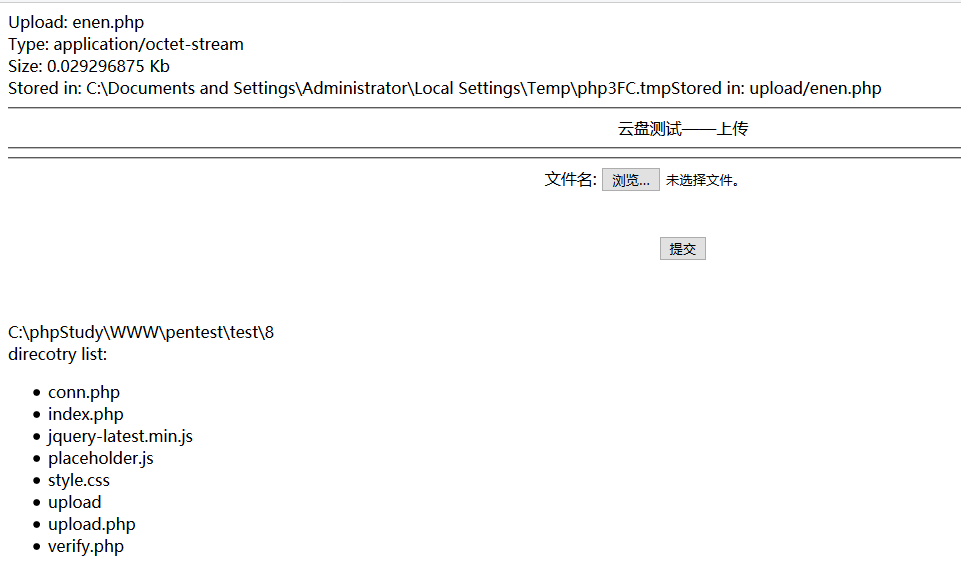 Upload: enen.php
Type: application/octet-stream
Size: 0.029296875 Kb
Stored in: C:\Documents and Settings\Administrator\Local Settings\Temp\php3FC.tmpStored in: upload/enen.php
云盘测试——上传
文件名: 浏览... 未选择文件。
提交
C:\phpStudy\WWW\pentest\test\8
direcotry list:
• conn.php
• index.php
• jquery-latest.min.js
• placeholder.js
• style.css
• upload
• upload.php
• verify.php